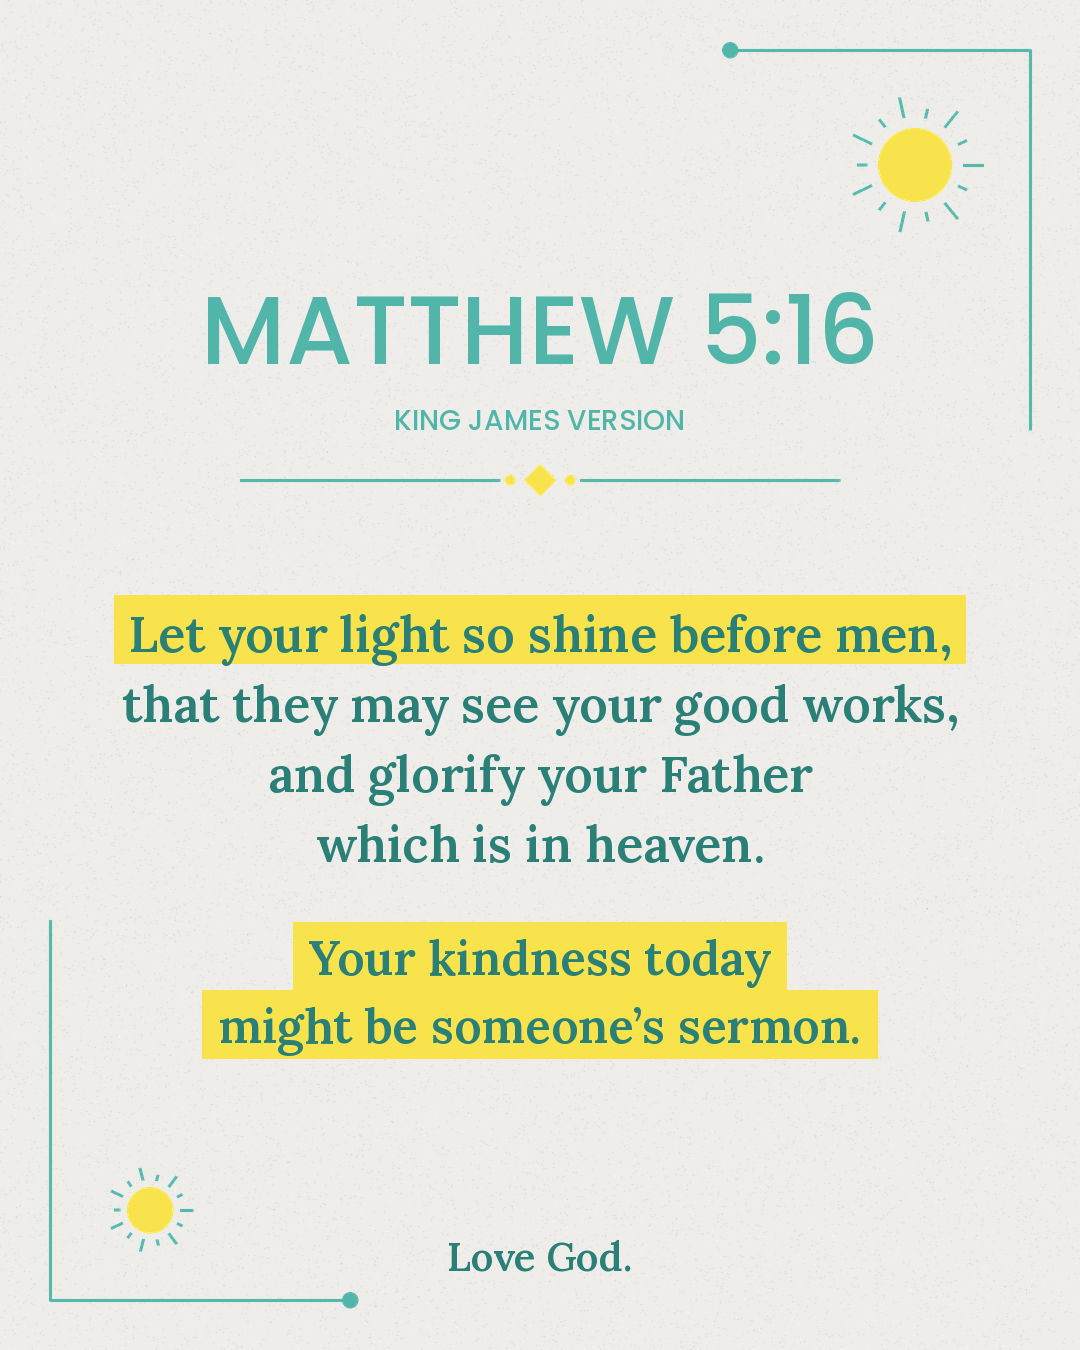 MATTHEW 5:16
KING JAMES VERSION
Let your light so shine before men,
that they may see your good works,
and glorify your Father
which is in heaven.
Your kindness today
might be someone’s sermon.
Love God.